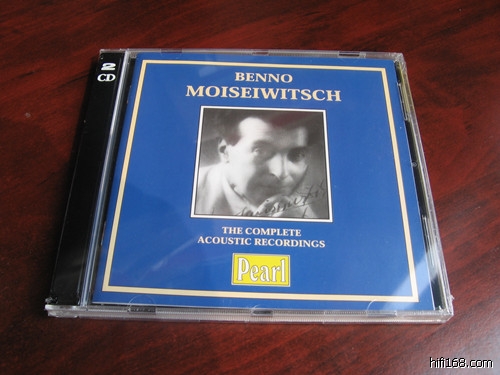 2
CD
BENNO
MOISEIWITSCH
THE COMPLETE
ACOUSTIC RECORDINGS
Pearl
hifi168.com